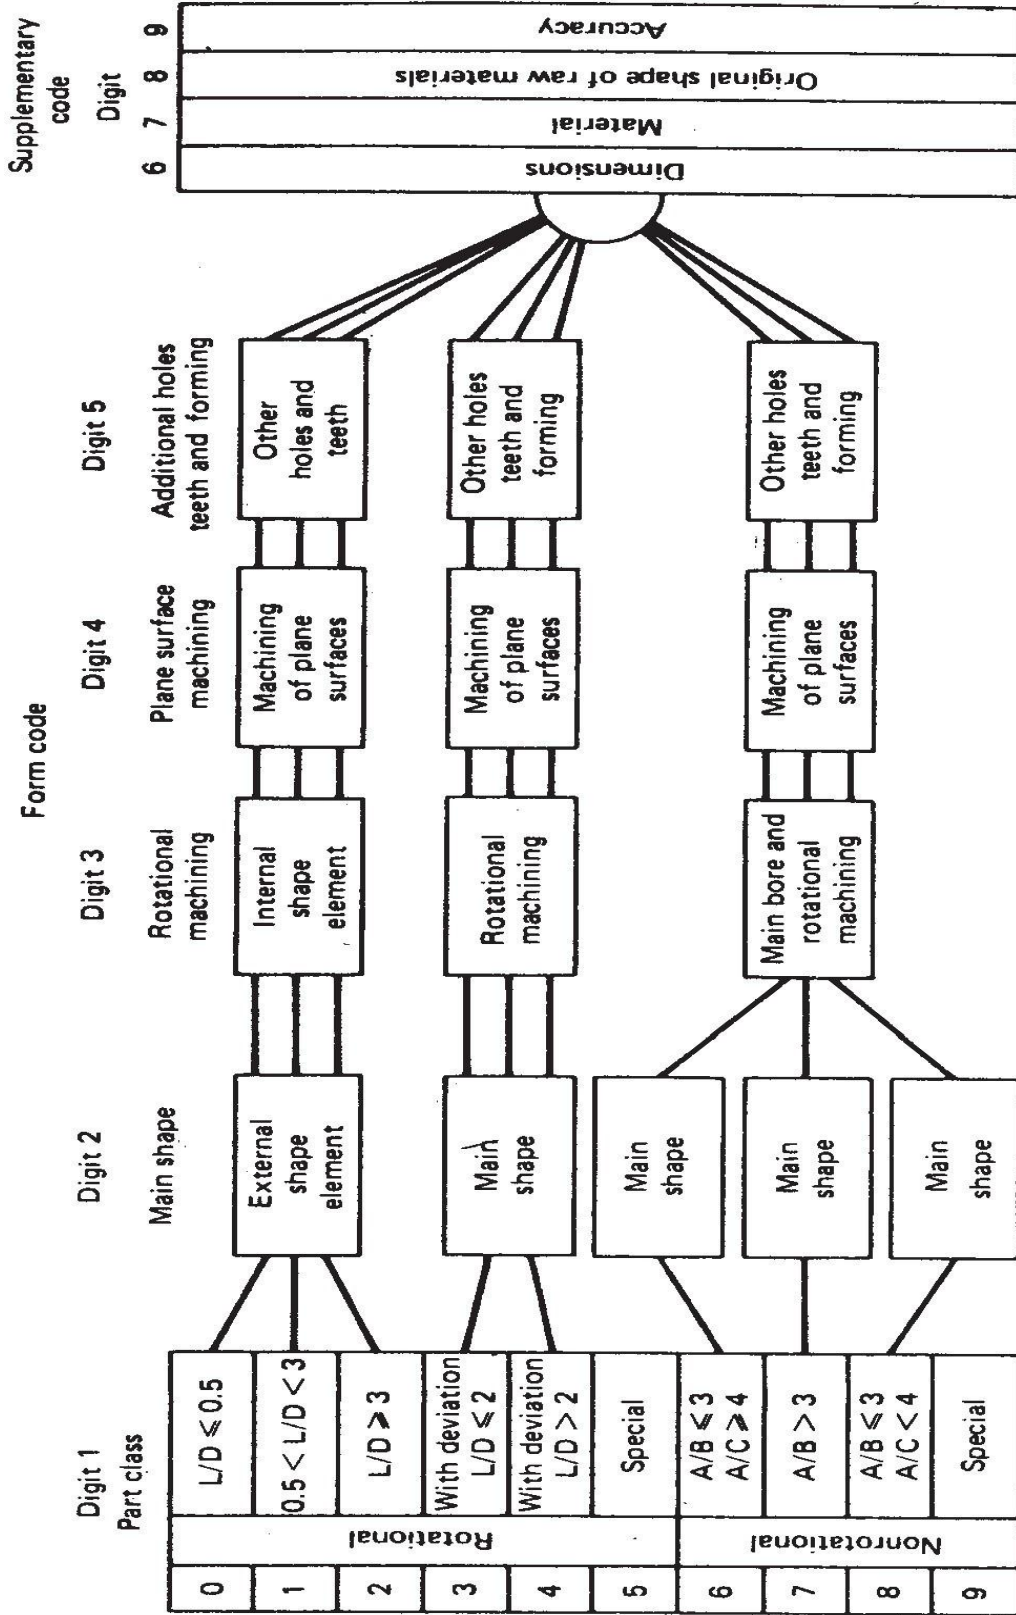 Form code
Supplementary
code
Digit 1
Part class
Digit 2
Main shape
Digit 3
Rotational
machining
Digit 4
Plane surface
machining
Digit 5
Additional holes
teeth and forming
Digit
6
7
8
9
0
1
2
3
4
5
6
7
8
9
Rotational
Nonrotational
L/D ⩽ 0.5
0.5 < L/D < 3
L/D ⩾ 3
With deviation
L/D ⩽ 2
With deviation
L/D > 2
Special
A/B ⩽ 3
A/C ⩾ 4
A/B > 3
A/B ⩽ 3
A/C < 4
Special
External
shape
element
Internal
shape
element
Machining
of plane
surfaces
Other
holes and
teeth
Main
shape
Rotational
machining
Machining
of plane
surfaces
Other holes
teeth and
forming
Main
shape
Main
shape
Main
shape
Main bore and
rotational
machining
Machining
of plane
surfaces
Other holes
teeth and
forming
Dimensions
Material
Original shape of raw materials
Accuracy